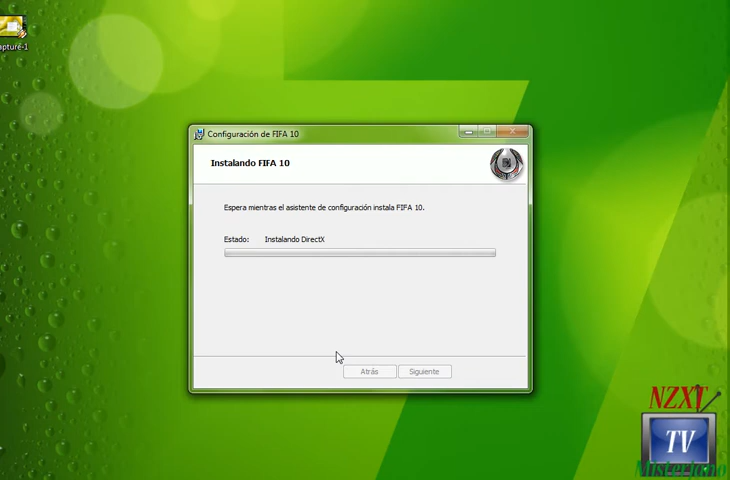 apture-1
Configuración de FIFA 10
Instalando FIFA 10
Espera mientras el asistente de configuración instala FIFA 10.
Estado: Instalando DirectX
Atrás Siguiente
NZXT
TV
Misterjano